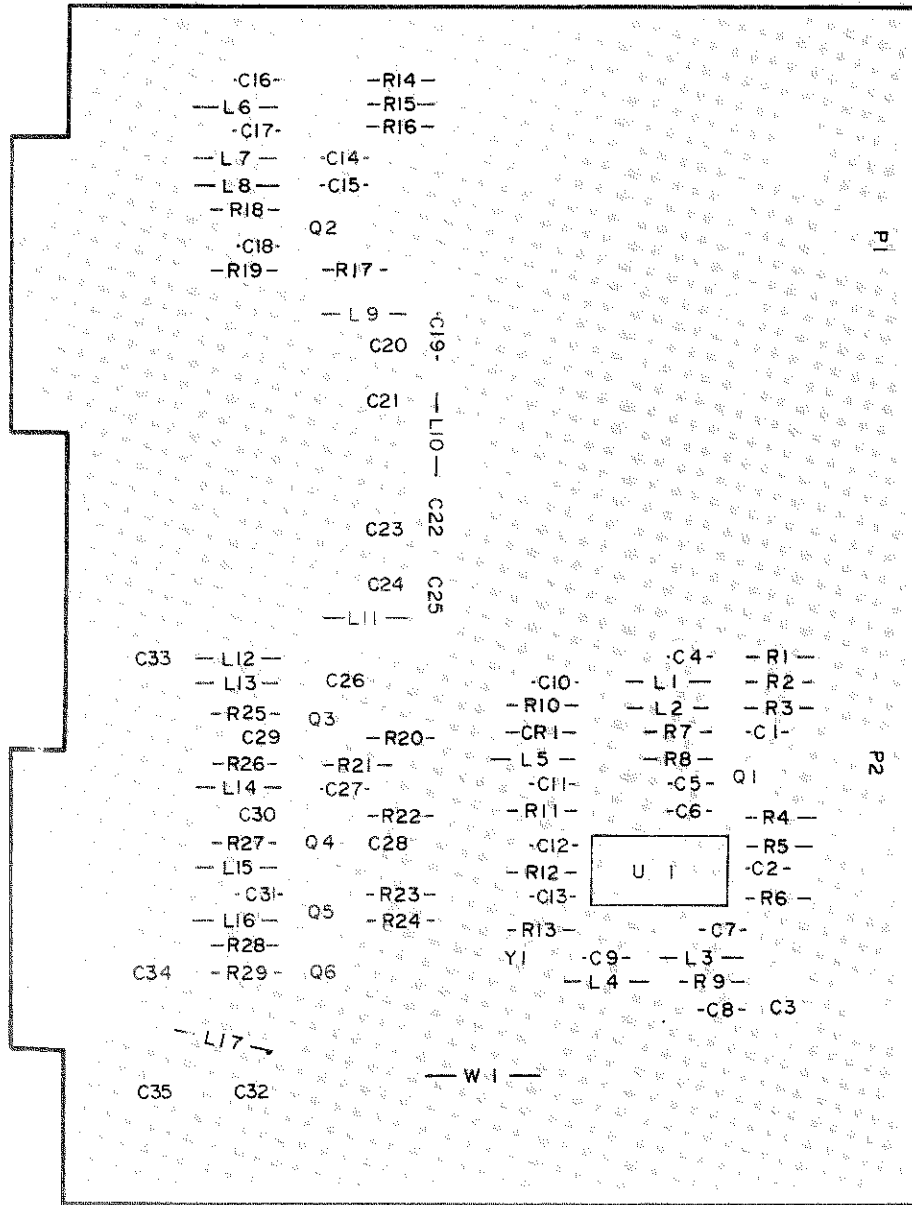 -C16- -R14-
-L6- -R15-
-C17- -R16-
-L7- -C14-
-L8- -C15-
-R18-
Q2
-C18-
P1
-R19- -R17-
-L9-
-C19-
C20
C21
-L10-
C22
C23
C24 C25
-L11-
C33 -L12- -C4- -R1-
-L13- C26 -C10- -L1- -R2-
-R10- -L2- -R3-
-R25- Q3
C29 -R20- -CR1- -R7- -C1-
-R26- -R21- -L5- -R8- P2
-L14- -C27- -C11- -C5- Q1
C30 -R22- -R11- -C6- -R4-
-R27- Q4 C28 -C12- -R5-
-L15- -R12- U1 -C2-
-C31- -R23- -C13- -R6-
-L16- Q5 -R24-
-R13- -C7-
-R28-
Y1 -C9- -L3-
C34 -R29- Q6
-L4- -R9-
-C8- C3
-L17-
-W1-
C35 C32